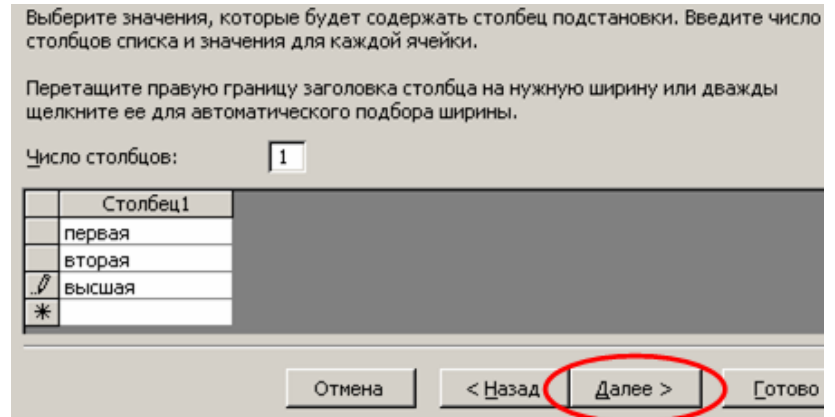 Выберите значения, которые будет содержать столбец подстановки. Введите число
столбцов списка и значения для каждой ячейки.
Перетащите правую границу заголовка столбца на нужную ширину или дважды
щелкните ее для автоматического подбора ширины.
Число столбцов: 1
Столбец1
первая
вторая
высшая
Отмена < Назад Далее > Готово